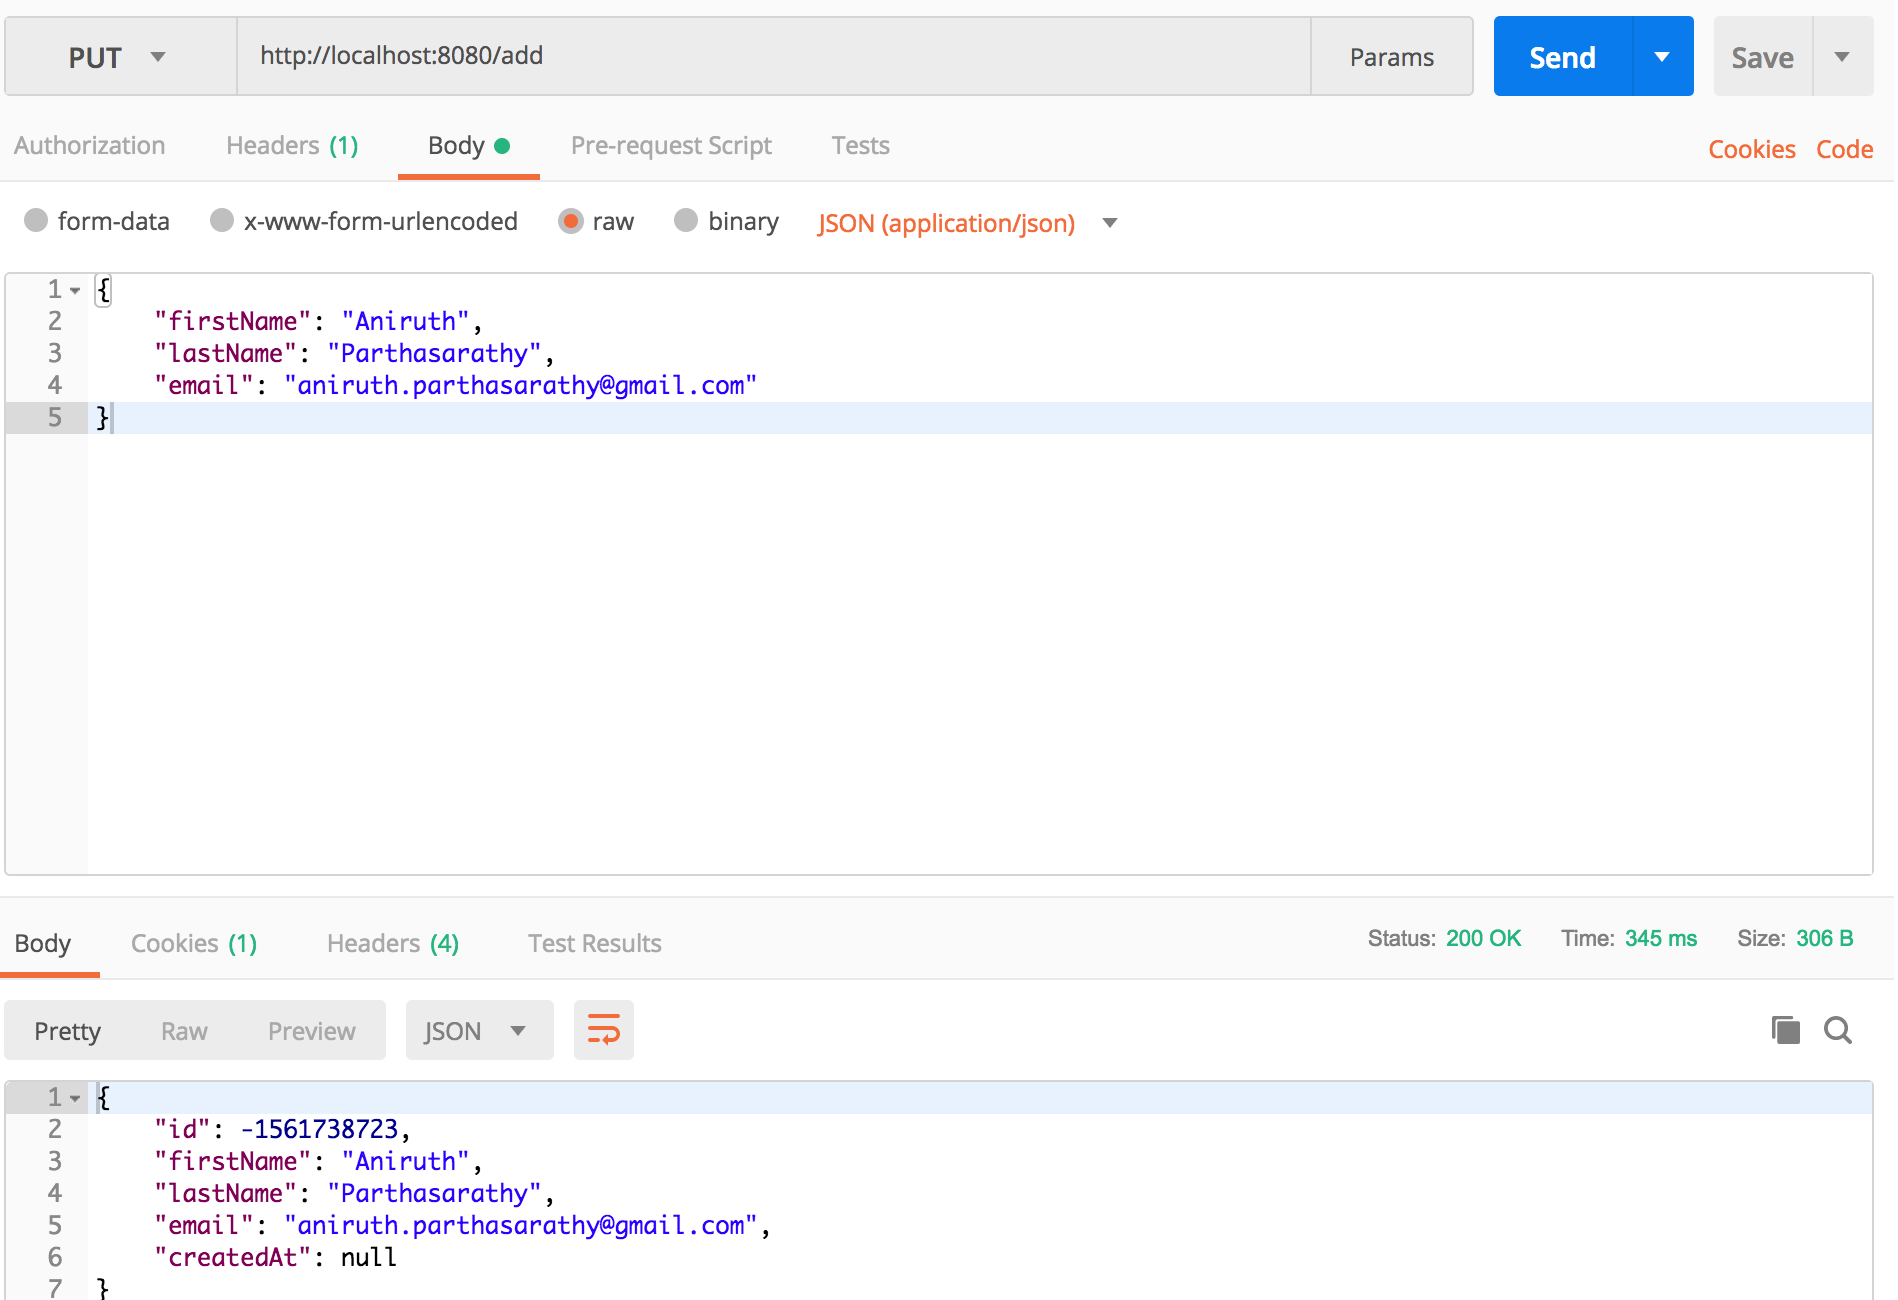 PUT http://localhost:8080/add Params Send Save
Authorization Headers (1) Body Pre-request Script Tests Cookies Code
form-data x-www-form-urlencoded raw binary JSON (application/json)
1 {
2 "firstName": "Aniruth",
3 "lastName": "Parthasarathy",
4 "email": "aniruth.parthasarathy@gmail.com"
5 }
Body Cookies (1) Headers (4) Test Results Status: 200 OK Time: 345 ms Size: 306 B
Pretty Raw Preview JSON
1 {
2 "id": -1561738723,
3 "firstName": "Aniruth",
4 "lastName": "Parthasarathy",
5 "email": "aniruth.parthasarathy@gmail.com",
6 "createdAt": null
7 }